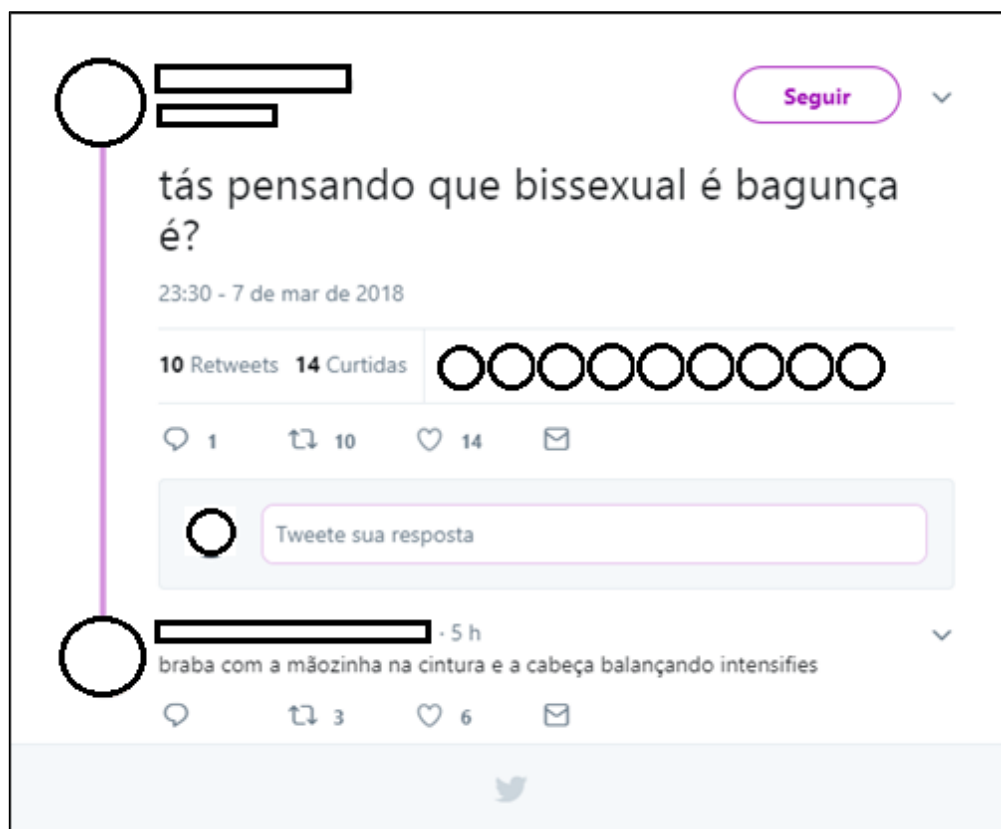 Seguir
tás pensando que bissexual é bagunça
é?
23:30 - 7 de mar de 2018
10 Retweets 14 Curtidas
1 10 14
Tweete sua resposta
· 5 h
braba com a mãozinha na cintura e a cabeça balançando intensifies
3 6